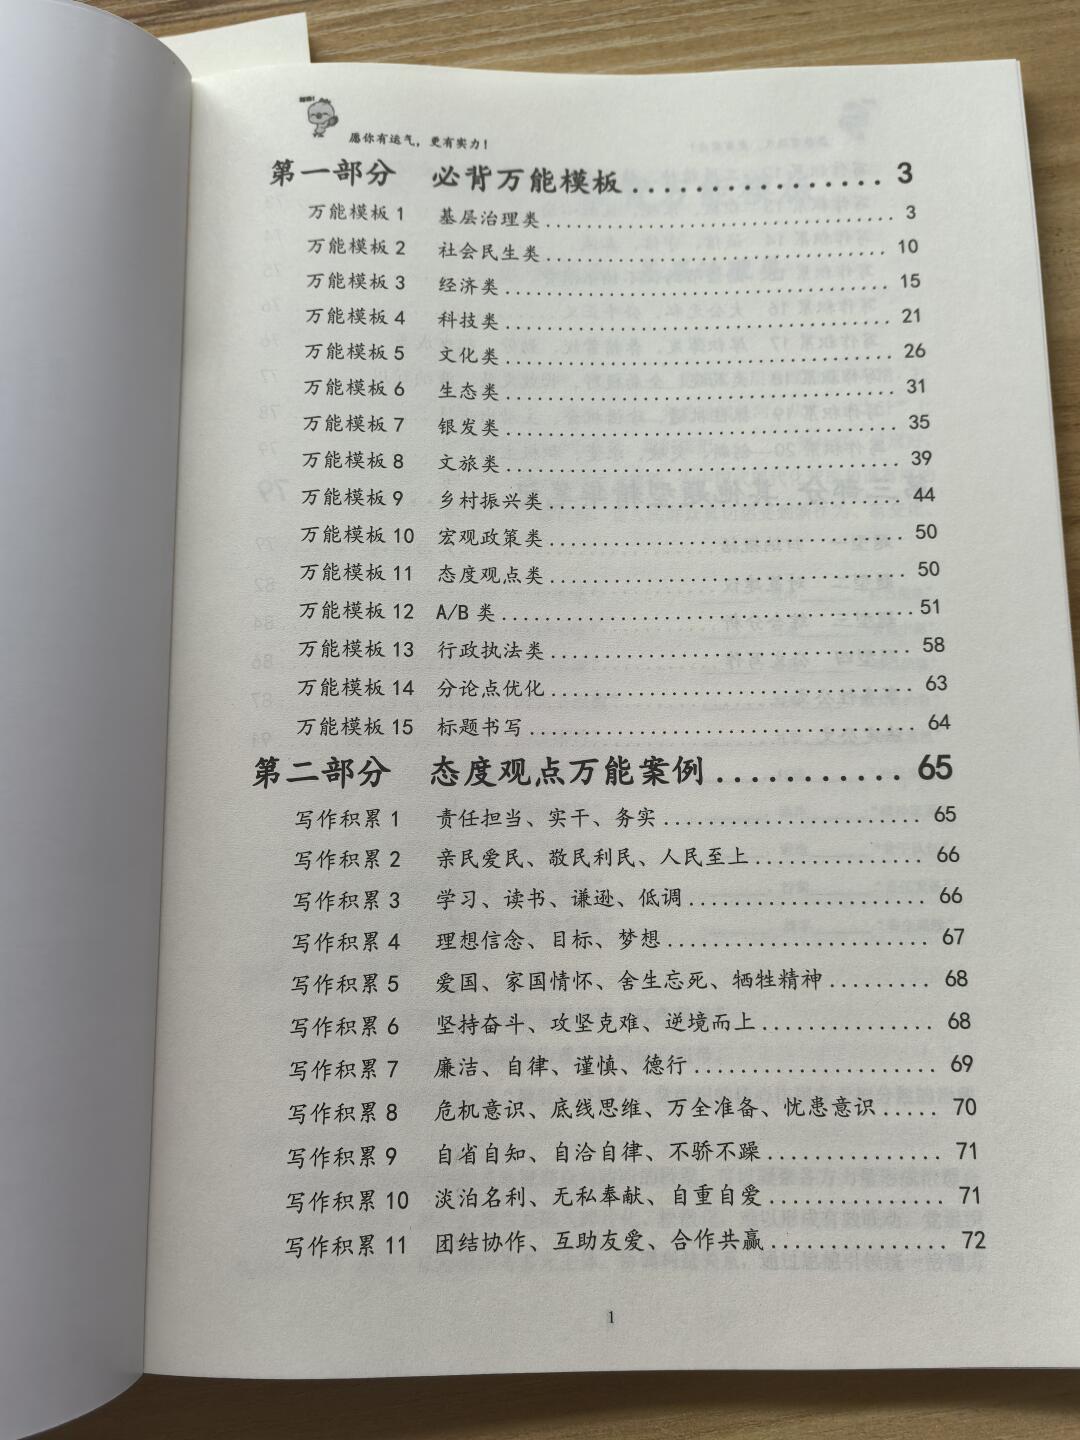 愿你有运气，更有实力！
第一部分 必背万能模板................ 3
万能模板 1 基层治理类 3
万能模板 2 社会民生类 10
万能模板 3 经济类 15
万能模板 4 科技类 21
万能模板 5 文化类 26
万能模板 6 生态类 31
万能模板 7 银发类 35
万能模板 8 文旅类 39
万能模板 9 乡村振兴类 44
万能模板 10 宏观政策类 50
万能模板 11 态度观点类 50
万能模板 12 A/B 类 51
万能模板 13 行政执法类 58
万能模板 14 分论点优化 63
万能模板 15 标题书写 64
第二部分 态度观点万能案例........... 65
写作积累 1 责任担当、实干、务实 65
写作积累 2 亲民爱民、敬民利民、人民至上 66
写作积累 3 学习、读书、谦逊、低调 66
写作积累 4 理想信念、目标、梦想 67
写作积累 5 爱国、家国情怀、舍生忘死、牺牲精神......... 68
写作积累 6 坚持奋斗、攻坚克难、逆境而上 68
写作积累 7 廉洁、自律、谨慎、德行 69
写作积累 8 危机意识、底线思维、万全准备、忧患意识..... 70
写作积累 9 自省自知、自洽自律、不骄不躁 71
写作积累 10 淡泊名利、无私奉献、自重自爱 71
写作积累 11 团结协作、互助友爱、合作共赢 72
1